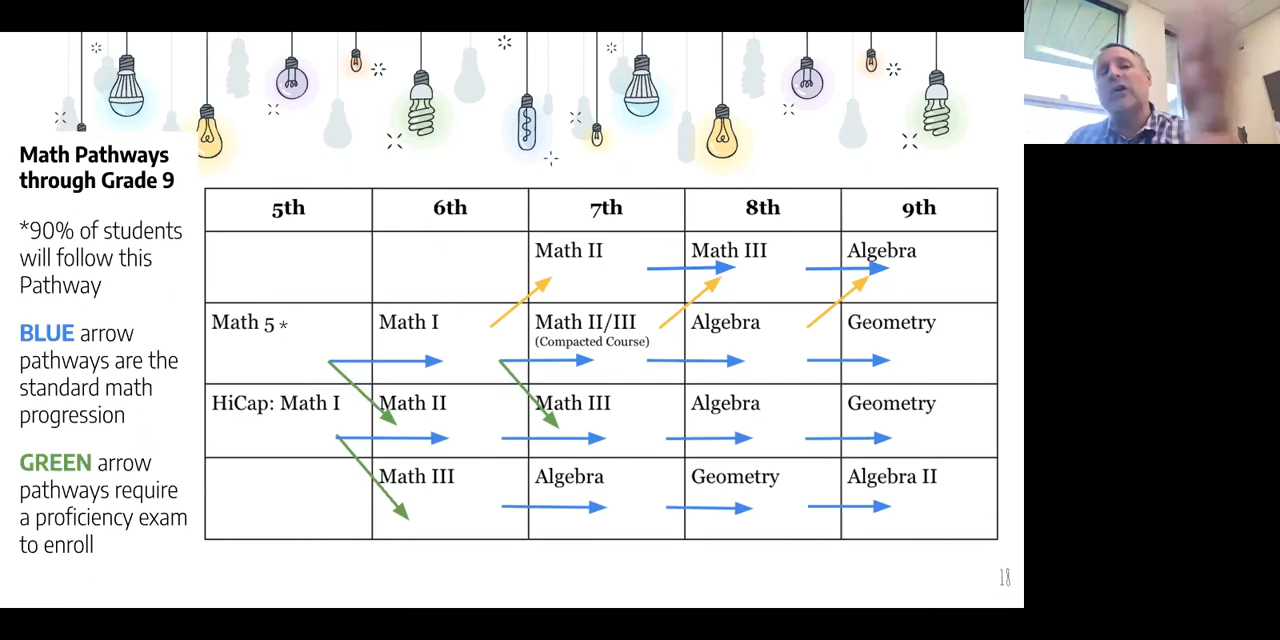 Math Pathways
through Grade 9
*90% of students
will follow this
Pathway
BLUE arrow
pathways are the
standard math
progression
GREEN arrow
pathways require
a proficiency exam
to enroll
5th 6th 7th 8th 9th
Math II Math III Algebra
Math 5 * Math I Math II/III Algebra Geometry
(Compacted Course)
HiCap: Math I Math II Math III Algebra Geometry
Math III Algebra Geometry Algebra II
18